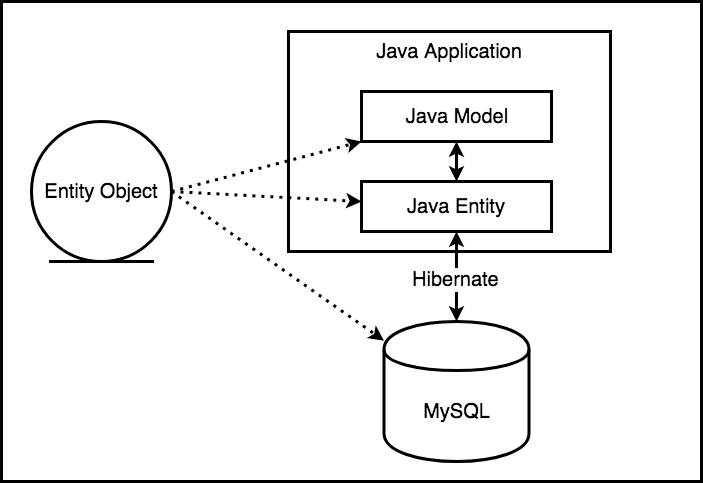 Java Application
Java Model
Entity Object
Java Entity
Hibernate
MySQL